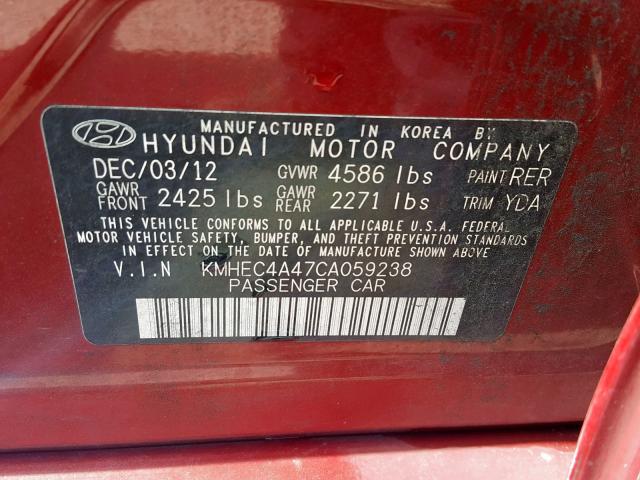 MANUFACTURED IN KOREA BY
HYUNDAI MOTOR COMPANY
DEC/03/12 GVWR 4586 lbs PAINT RER
GAWR FRONT 2425 lbs GAWR REAR 2271 lbs TRIM YDA
THIS VEHICLE CONFORMS TO ALL APPLICABLE U.S.A. FEDERAL
MOTOR VEHICLE SAFETY, BUMPER, AND THEFT PREVENTION STANDARDS
IN EFFECT ON THE DATE OF MANUFACTURE SHOWN ABOVE.
V.I.N KMHEC4A47CA059238
PASSENGER CAR